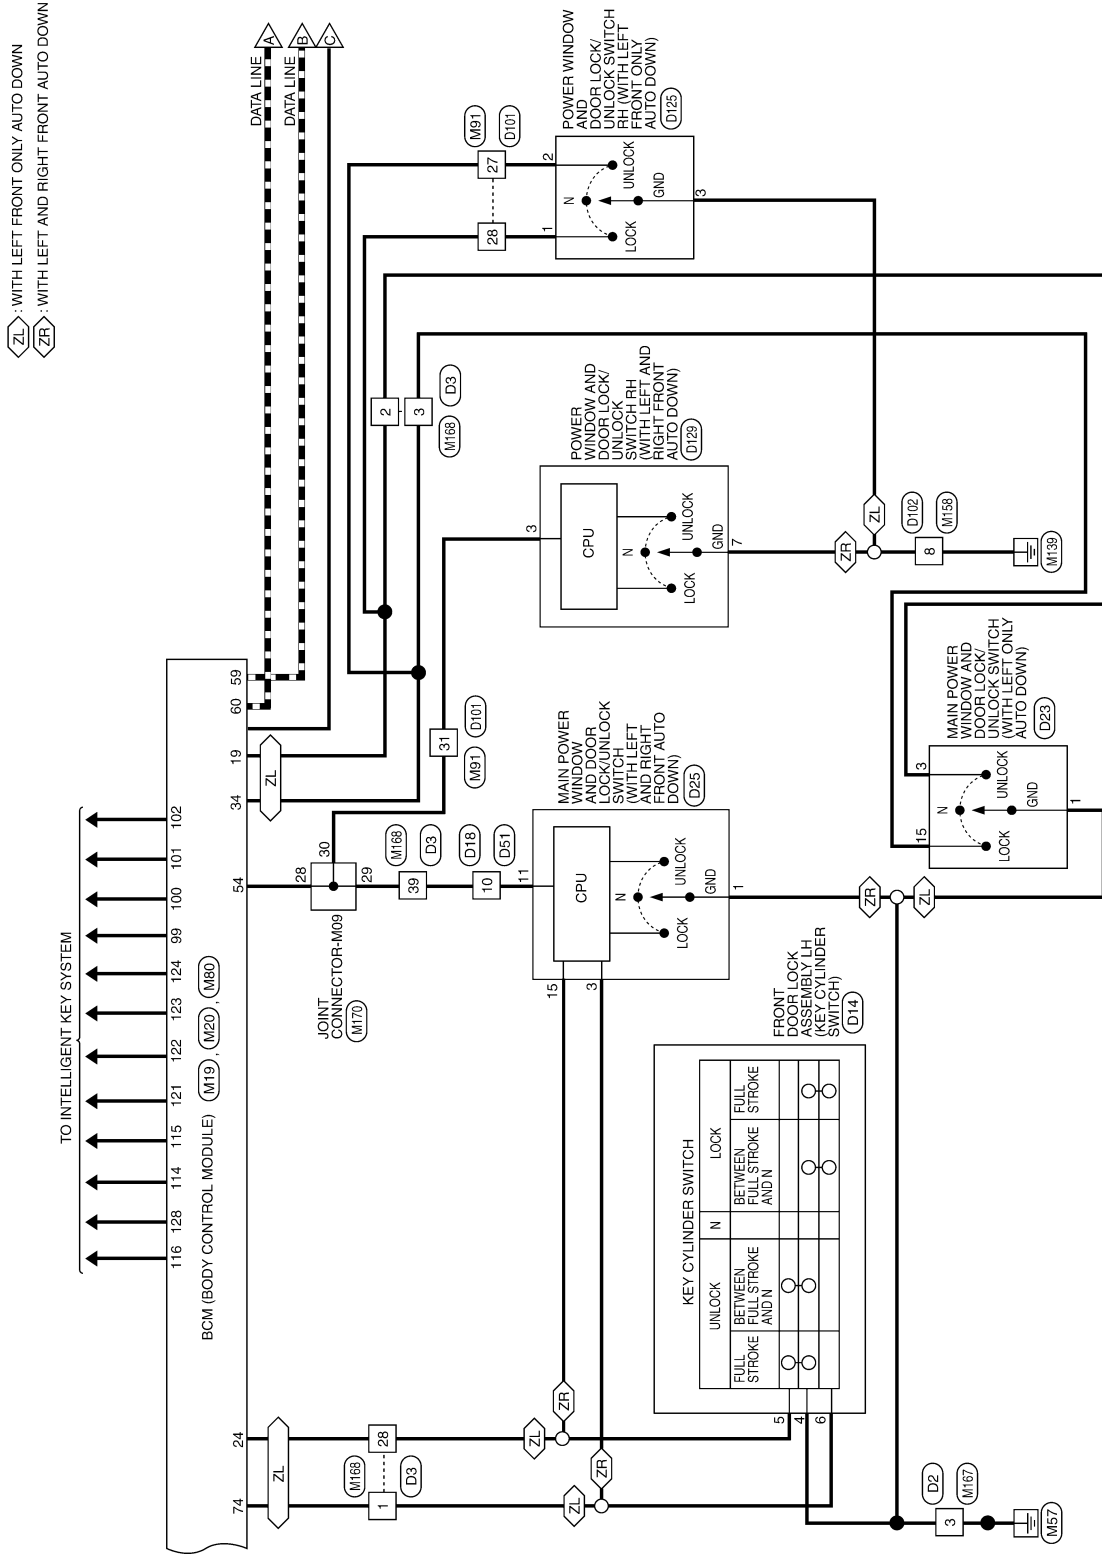 ZL : WITH LEFT FRONT ONLY AUTO DOWN
ZR : WITH LEFT AND RIGHT FRONT AUTO DOWN
TO INTELLIGENT KEY SYSTEM
116
128
114
115
121
122
123
124
99
100
101
102
BCM (BODY CONTROL MODULE) M19 , M20 , M80
74
24
54
34
19
60
59
DATA LINE
A
DATA LINE
B
C
ZL
ZL
JOINT
CONNECTOR-M09
M170
28
30
29
1
28
M168
D3
39
M168
D3
10
D18
D51
31
M91
D101
2
3
M168
D3
28
27
M91
D101
ZL
ZR
ZL
ZR
15
3
11
CPU
N
LOCK
UNLOCK
GND
1
MAIN POWER
WINDOW
AND DOOR
LOCK/UNLOCK
SWITCH
(WITH LEFT
AND RIGHT
FRONT AUTO
DOWN)
D25
3
CPU
N
LOCK
UNLOCK
GND
7
POWER
WINDOW AND
DOOR LOCK/
UNLOCK
SWITCH RH
(WITH LEFT AND
RIGHT FRONT
AUTO DOWN)
D129
1
2
N
LOCK
UNLOCK
GND
3
POWER WINDOW
AND
DOOR LOCK/
UNLOCK SWITCH
RH (WITH LEFT
FRONT ONLY
AUTO DOWN)
D125
KEY CYLINDER SWITCH
UNLOCK
N
LOCK
FULL
STROKE
BETWEEN
FULL STROKE
AND N
BETWEEN
FULL STROKE
AND N
FULL
STROKE
5
4
6
FRONT
DOOR LOCK
ASSEMBLY LH
(KEY CYLINDER
SWITCH)
D14
ZR
ZL
ZR
ZL
8
D102
M158
M139
15
3
N
LOCK
UNLOCK
GND
1
MAIN POWER
WINDOW AND
DOOR LOCK/
UNLOCK SWITCH
(WITH LEFT ONLY
AUTO DOWN)
D23
3
D2
M167
M57